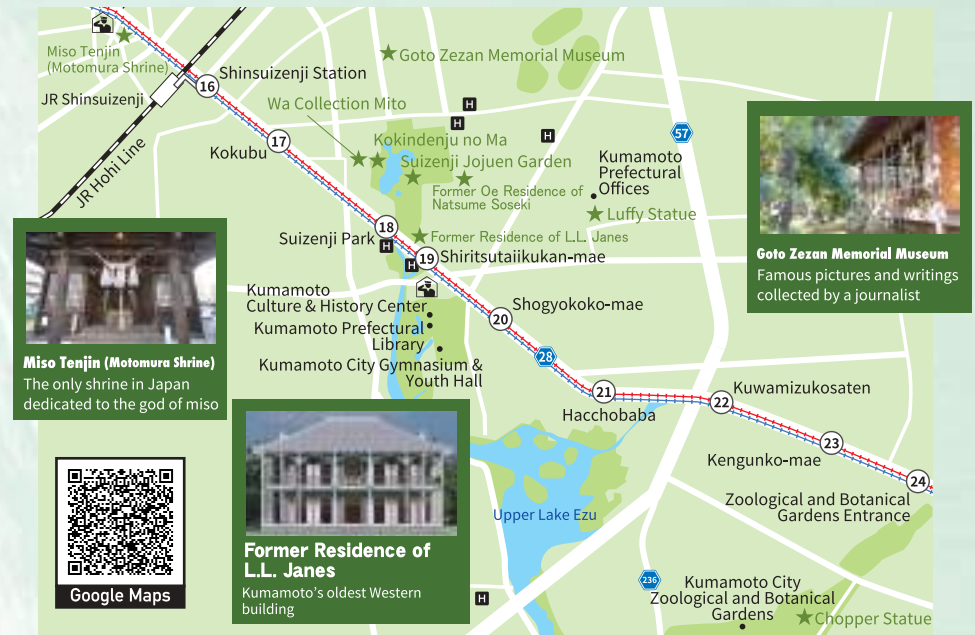 Miso Tenjin
(Motomura Shrine)
JR Shinsuizenji
JR Hohi Line
16
Shinsuizenji Station
Goto Zezan Memorial Museum
Wa Collection Mito
17
Kokubu
H
H
H
Kokindenju no Ma
Suizenji Jojuen Garden
Former Oe Residence of
Natsume Soseki
57
Kumamoto
Prefectural
Offices
Luffy Statue
18
Suizenji Park
H
Former Residence of L.L. Janes
H
19
Shiritsutaiikukan-mae
Kumamoto
Culture & History Center
Kumamoto Prefectural
Library
Kumamoto City Gymnasium &
Youth Hall
20
Shogyokoko-mae
28
21
Hacchobaba
22
Kuwamizukosaten
23
Kengunko-mae
24
Zoological and Botanical
Gardens Entrance
Upper Lake Ezu
236
H
Kumamoto City
Zoological and Botanical
Gardens
Chopper Statue
Goto Zezan Memorial Museum
Famous pictures and writings
collected by a journalist
Miso Tenjin (Motomura Shrine)
The only shrine in Japan
dedicated to the god of miso
Former Residence of
L.L. Janes
Kumamoto's oldest Western
building
Google Maps